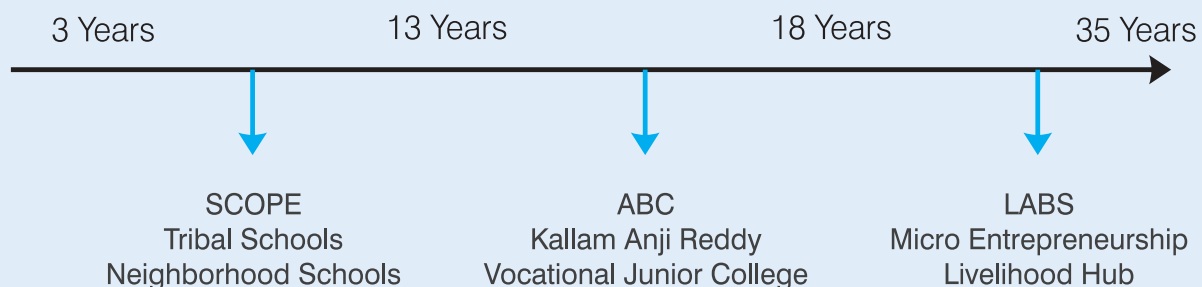 3 Years 13 Years 18 Years 35 Years
SCOPE ABC LABS
Tribal Schools Kallam Anji Reddy Micro Entrepreneurship
Neighborhood Schools Vocational Junior College Livelihood Hub